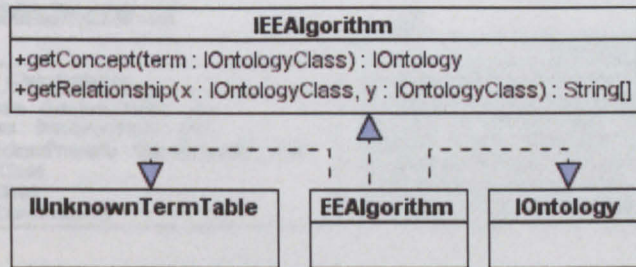 IEEAlgorithm
+getConcept(term : IOntologyClass) : IOntology
+getRelationship(x : IOntologyClass, y : IOntologyClass) : String[]
IUnknownTermTable
EEAlgorithm
IOntology